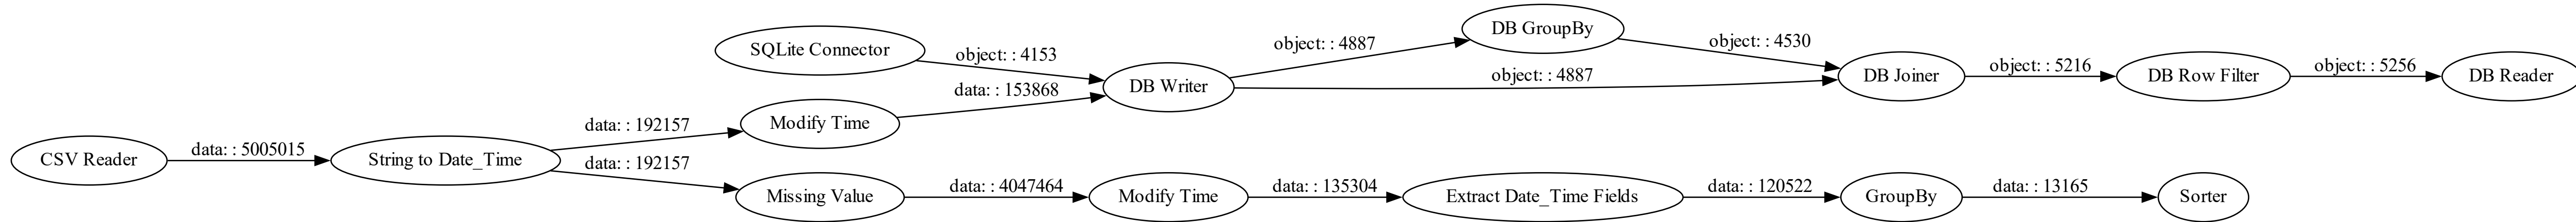 DB GroupBy
SQLite Connector
object: : 4887
object: : 4530
object: : 4153
DB Writer
object: : 4887
DB Joiner
object: : 5216
DB Row Filter
object: : 5256
DB Reader
data: : 153868
Modify Time
data: : 192157
CSV Reader
data: : 5005015
String to Date_Time
data: : 192157
Missing Value
data: : 4047464
Modify Time
data: : 135304
Extract Date_Time Fields
data: : 120522
GroupBy
data: : 13165
Sorter